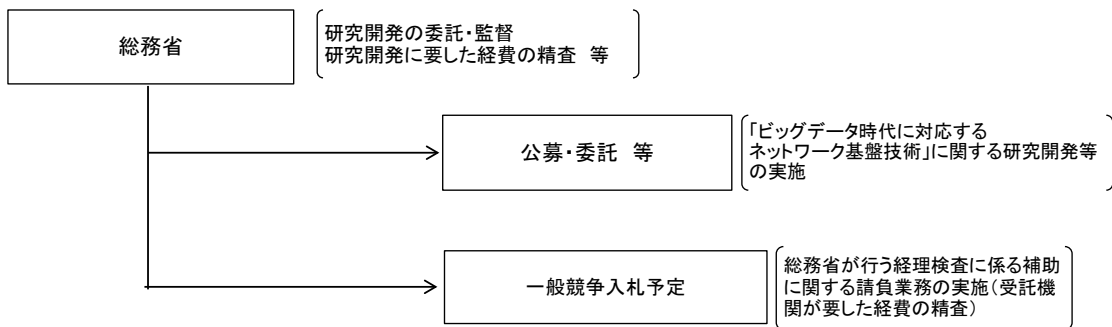 総務省
研究開発の委託・監督
研究開発に要した経費の精査 等
公募・委託 等
「ビッグデータ時代に対応する
ネットワーク基盤技術」に関する研究開発等
の実施
一般競争入札予定
総務省が行う経理検査に係る補助
に関する請負業務の実施(受託機
関が要した経費の精査)